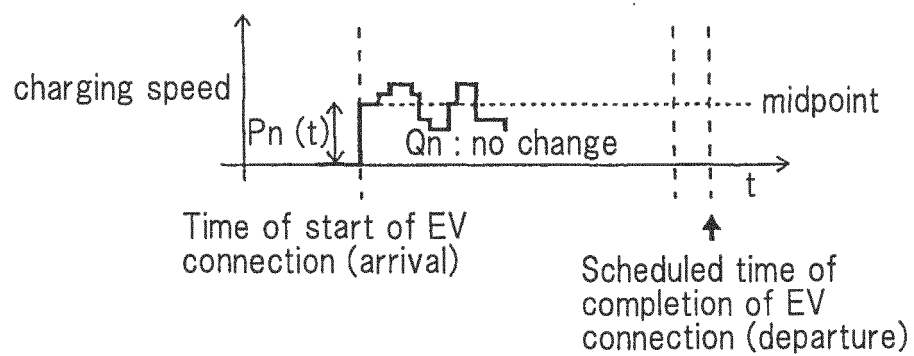 charging speed
midpoint
Pn (t)
Qn : no change
t
Time of start of EV
connection (arrival)
Scheduled time of
completion of EV
connection (departure)